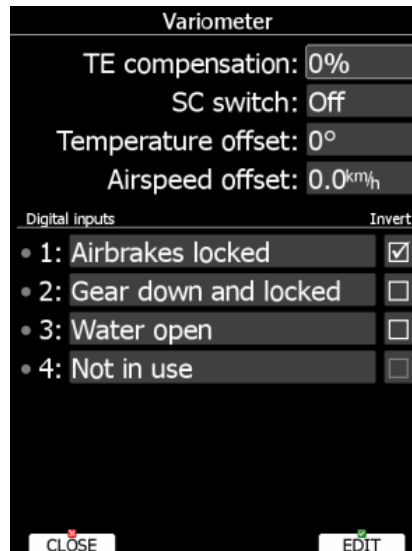 Variometer
TE compensation: 0%
SC switch: Off
Temperature offset: 0°
Airspeed offset: 0.0km/h
Digital inputs Invert
1: Airbrakes locked
2: Gear down and locked
3: Water open
4: Not in use
CLOSE EDIT